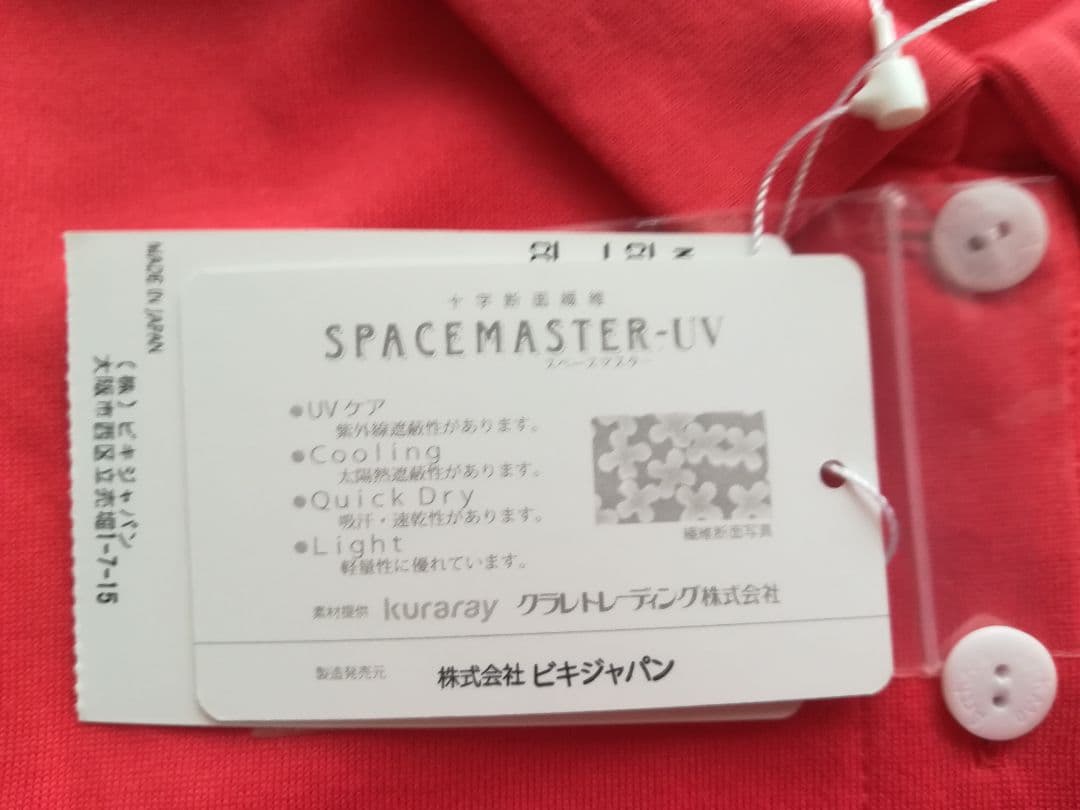 十字断面繊維
SPACEMASTER-UV
スペースマスター
●UVケア
紫外線遮蔽性があります。
●Cooling
太陽熱遮蔽性があります。
●Quick Dry
吸汗・速乾性があります。
●Light
軽量性に優れています。
繊維断面写真
素材提供 kuraray クラレトレーディング株式会社
製造発売元 株式会社 ビキジャパン
MADE IN JAPAN
(株)ビキジャパン
大阪市西区立売堀1-7-15